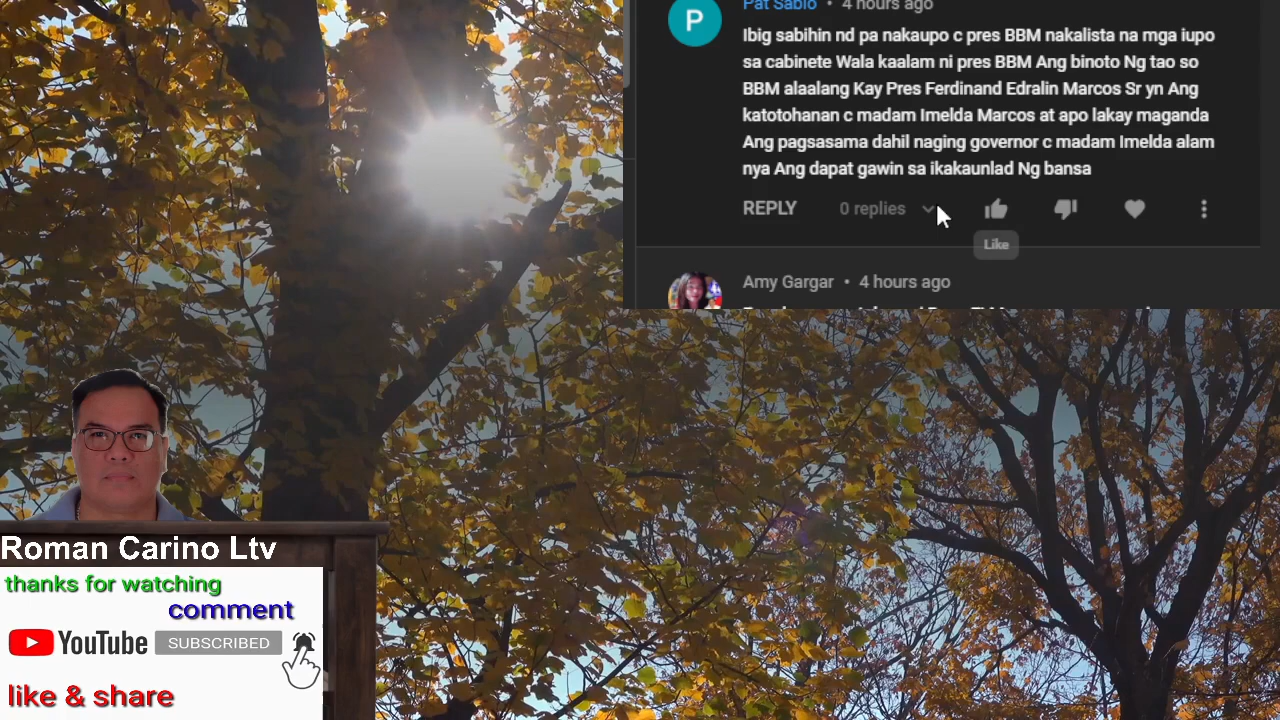 Pat Sabio • 4 hours ago
P
Ibig sabihin nd pa nakaupo c pres BBM nakalista na mga iupo
sa cabinete Wala kaalam ni pres BBM Ang binoto Ng tao so
BBM alaalang Kay Pres Ferdinand Edralin Marcos Sr yn Ang
katotohanan c madam Imelda Marcos at apo lakay maganda
Ang pagsasama dahil naging governor c madam Imelda alam
nya Ang dapat gawin sa ikakaunlad Ng bansa
REPLY 0 replies
Like
Amy Gargar • 4 hours ago
Roman Carino Ltv
thanks for watching
comment
YouTube SUBSCRIBED
like & share